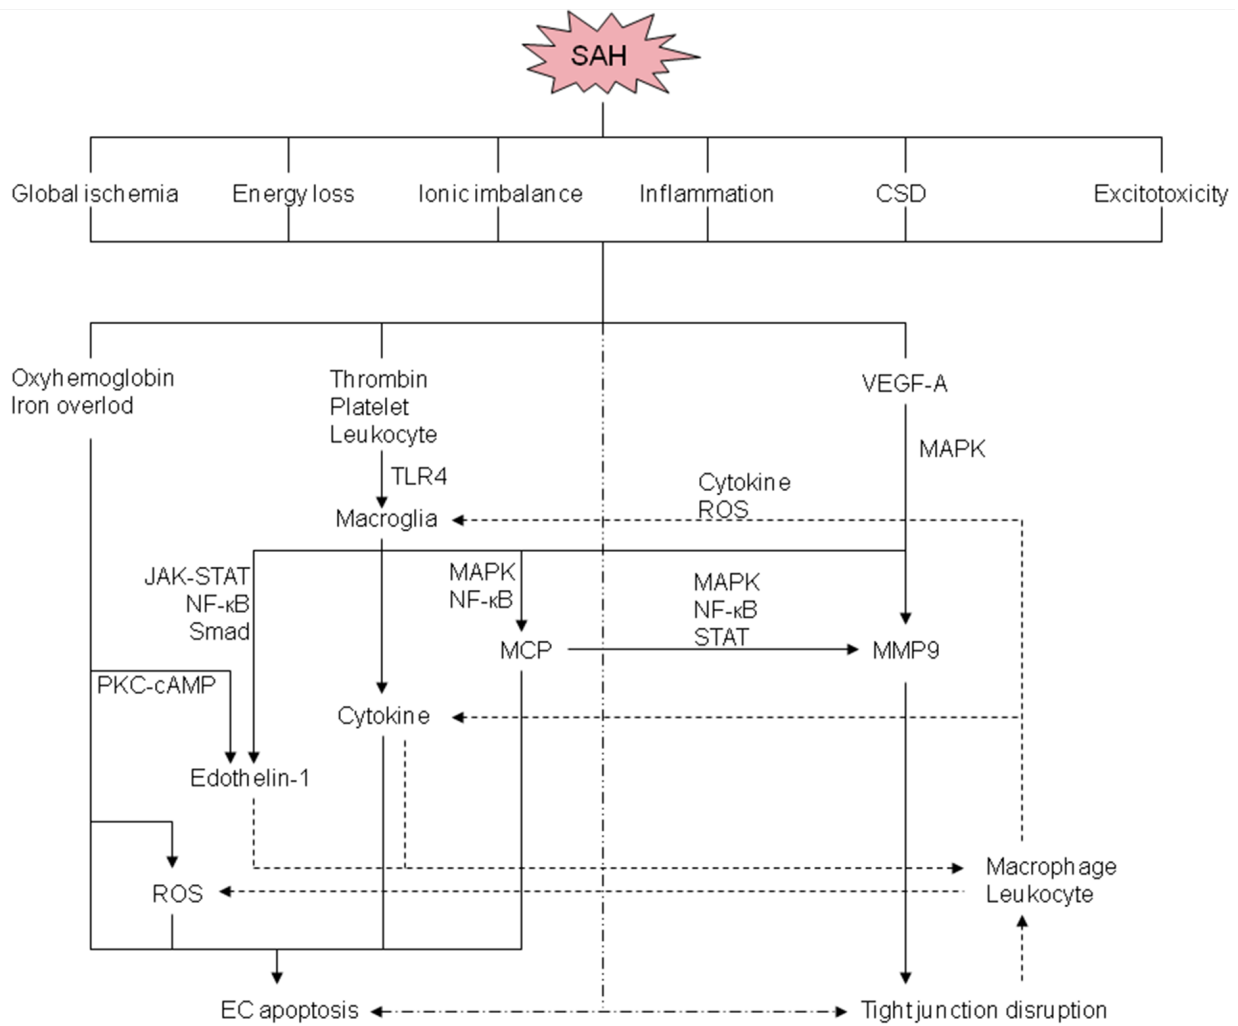 SAH
Global ischemia
Energy loss
Ionic imbalance
Inflammation
CSD
Excitotoxicity
Oxyhemoglobin
Iron overlod
Thrombin
Platelet
Leukocyte
VEGF-A
MAPK
TLR4
Cytokine
ROS
Macroglia
JAK-STAT
NF-κB
Smad
MAPK
NF-κB
MAPK
NF-κB
STAT
MCP
MMP9
PKC-cAMP
Cytokine
Edothelin-1
Macrophage
Leukocyte
ROS
EC apoptosis
Tight junction disruption